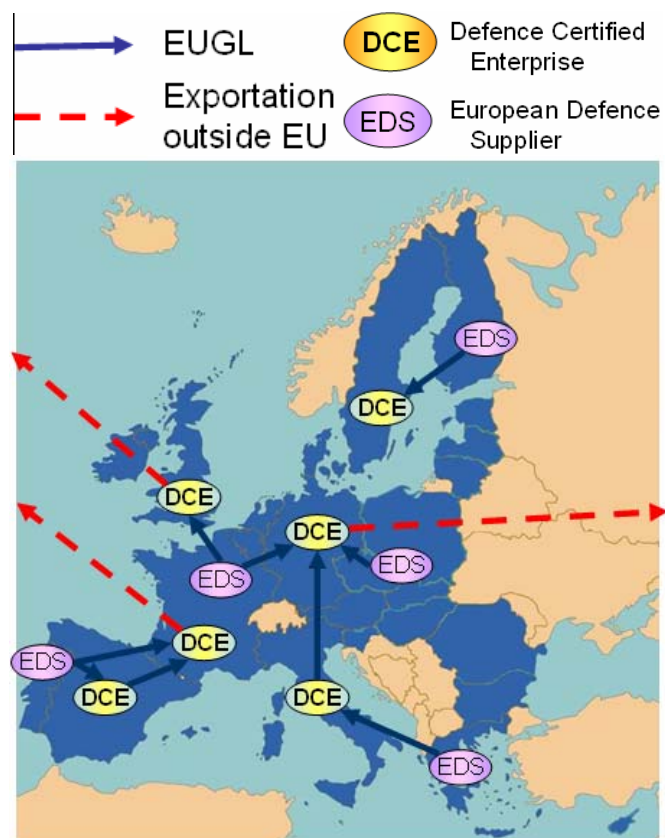 EUGL
DCE
Defence Certified
Enterprise
Exportation
outside EU
EDS
European Defence
Supplier
EDS
DCE
DCE
DCE
EDS
EDS
DCE
EDS
DCE
DCE
EDS